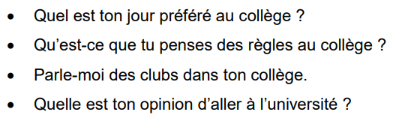 • Quel est ton jour préféré au collège ?
• Qu'est-ce que tu penses des règles au collège ?
• Parle-moi des clubs dans ton collège.
• Quelle est ton opinion d'aller à l'université ?